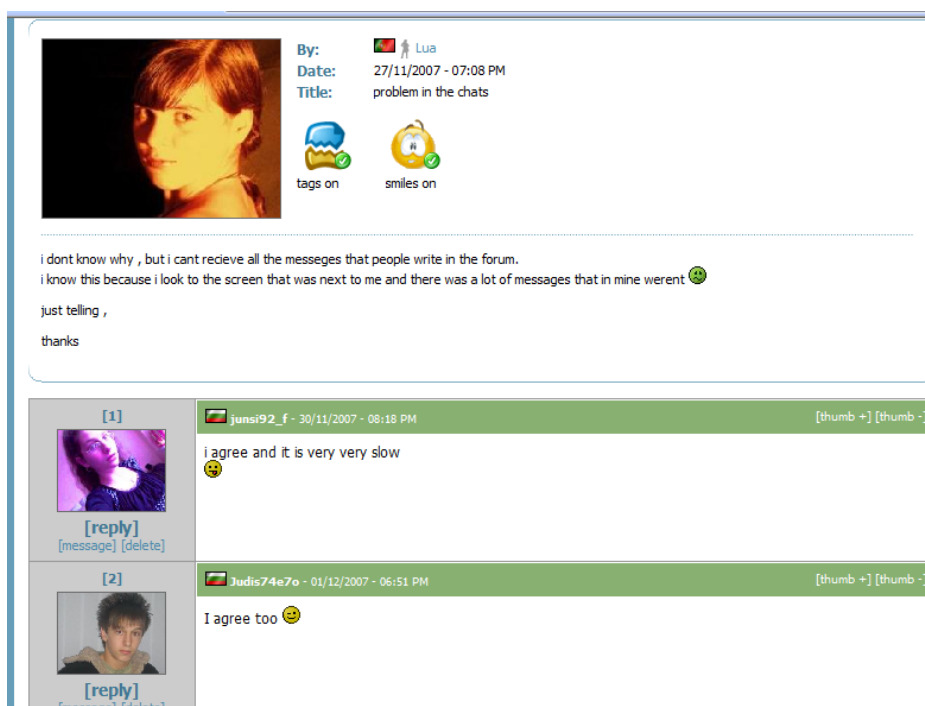 By: Lua
Date: 27/11/2007 - 07:08 PM
Title: problem in the chats
tags on smiles on
i dont know why , but i cant recieve all the messeges that people write in the forum.
i know this because i look to the screen that was next to me and there was a lot of messages that in mine werent
just telling ,
thanks
[1] junsi92_f - 30/11/2007 - 08:18 PM [thumb +] [thumb -]
i agree and it is very very slow
[reply]
[message] [delete]
[2] Judis74e7o - 01/12/2007 - 06:51 PM [thumb +] [thumb -]
I agree too
[reply]
[message] [delete]